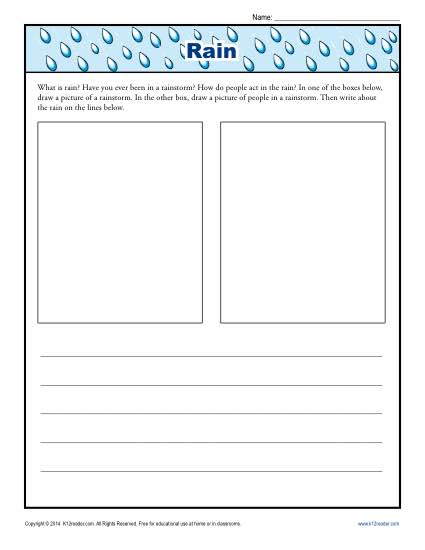 Name:
Rain
What is rain? Have you ever been in a rainstorm? How do people act in the rain? In one of the boxes below,
draw a picture of a rainstorm. In the other box, draw a picture of people in a rainstorm. Then write about
the rain on the lines below.
Copyright © 2014 K12reader.com. All Rights Reserved. Free for educational use at home or in classrooms.
www.k12reader.com